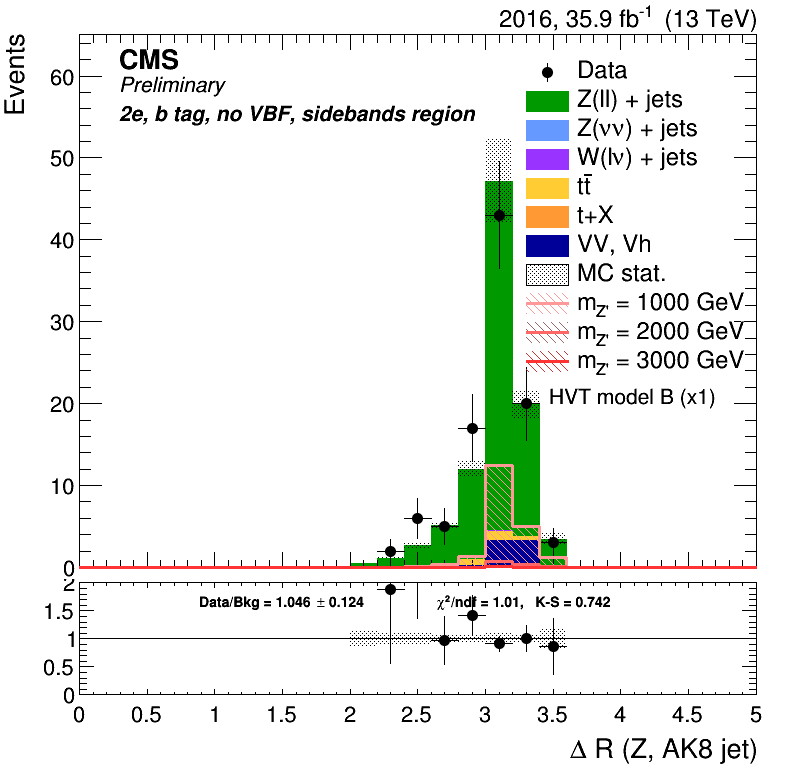 2016, 35.9 fb⁻¹ (13 TeV)
Events
CMS
Preliminary
2e, b tag, no VBF, sidebands region
Data
Z(ll) + jets
Z(νν) + jets
W(lν) + jets
tt̄
t+X
VV, Vh
MC stat.
m_Z' = 1000 GeV
m_Z' = 2000 GeV
m_Z' = 3000 GeV
HVT model B (x1)
60
50
40
30
20
10
0
2
1.5
1
0.5
0
Data/Bkg = 1.046 ± 0.124
χ²/ndf = 1.01, K-S = 0.742
0 0.5 1 1.5 2 2.5 3 3.5 4 4.5 5
Δ R (Z, AK8 jet)